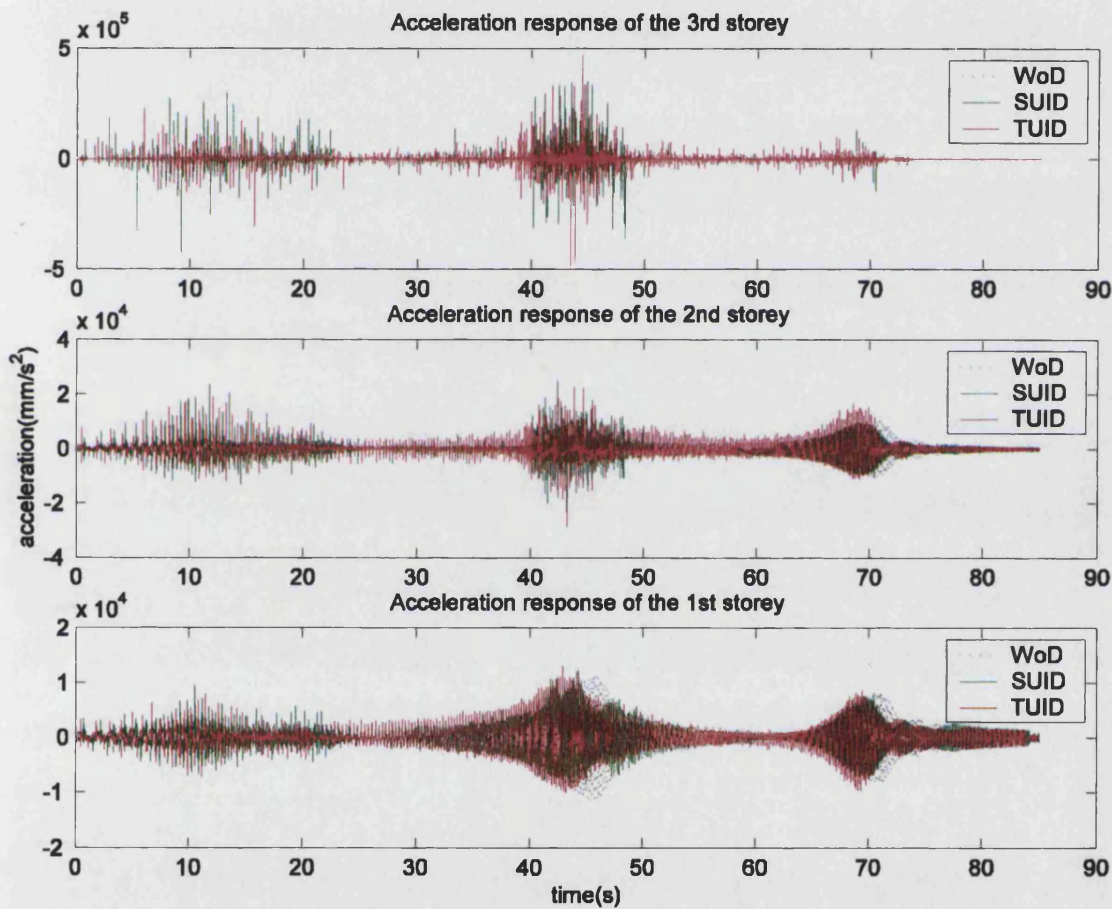 Acceleration response of the 3rd storey
x 10^5
5
0
-5
WoD
SUID
TUID
0 10 20 30 40 50 60 70 80 90
Acceleration response of the 2nd storey
x 10^4
4
2
0
-2
-4
WoD
SUID
TUID
0 10 20 30 40 50 60 70 80 90
acceleration(mm/s²)
Acceleration response of the 1st storey
x 10^4
2
1
0
-1
-2
WoD
SUID
TUID
0 10 20 30 40 50 60 70 80 90
time(s)